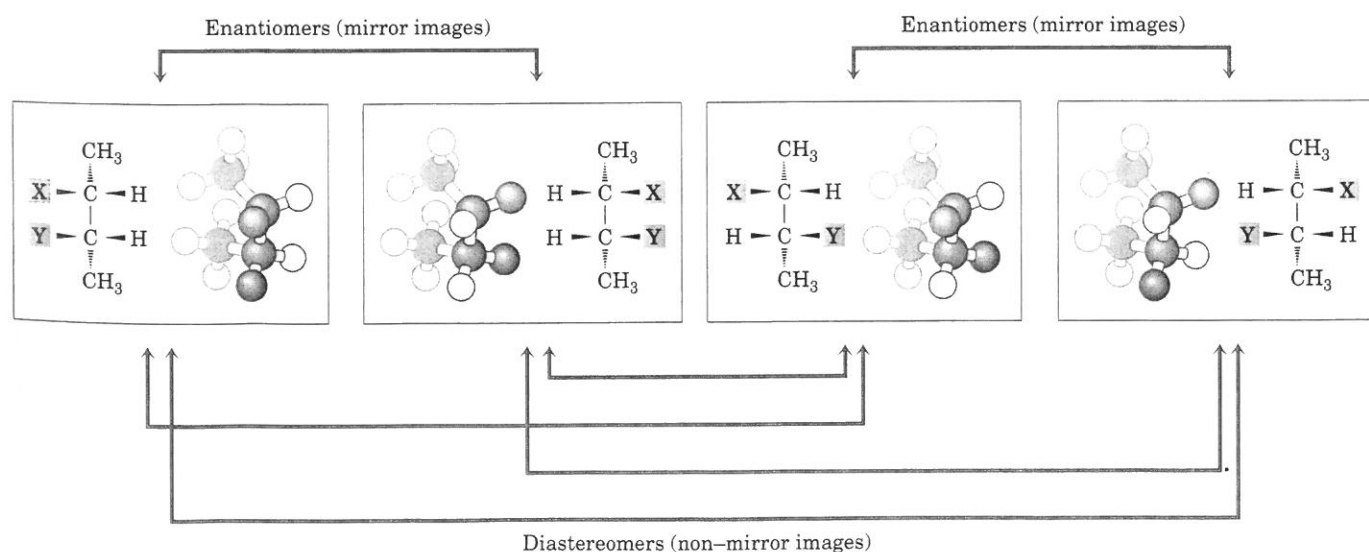 Enantiomers (mirror images)
Enantiomers (mirror images)
CH₃
X C H
Y C H
CH₃
CH₃
H C X
H C Y
CH₃
CH₃
X C H
H C Y
CH₃
CH₃
H C X
Y C H
CH₃
Diastereomers (non–mirror images)